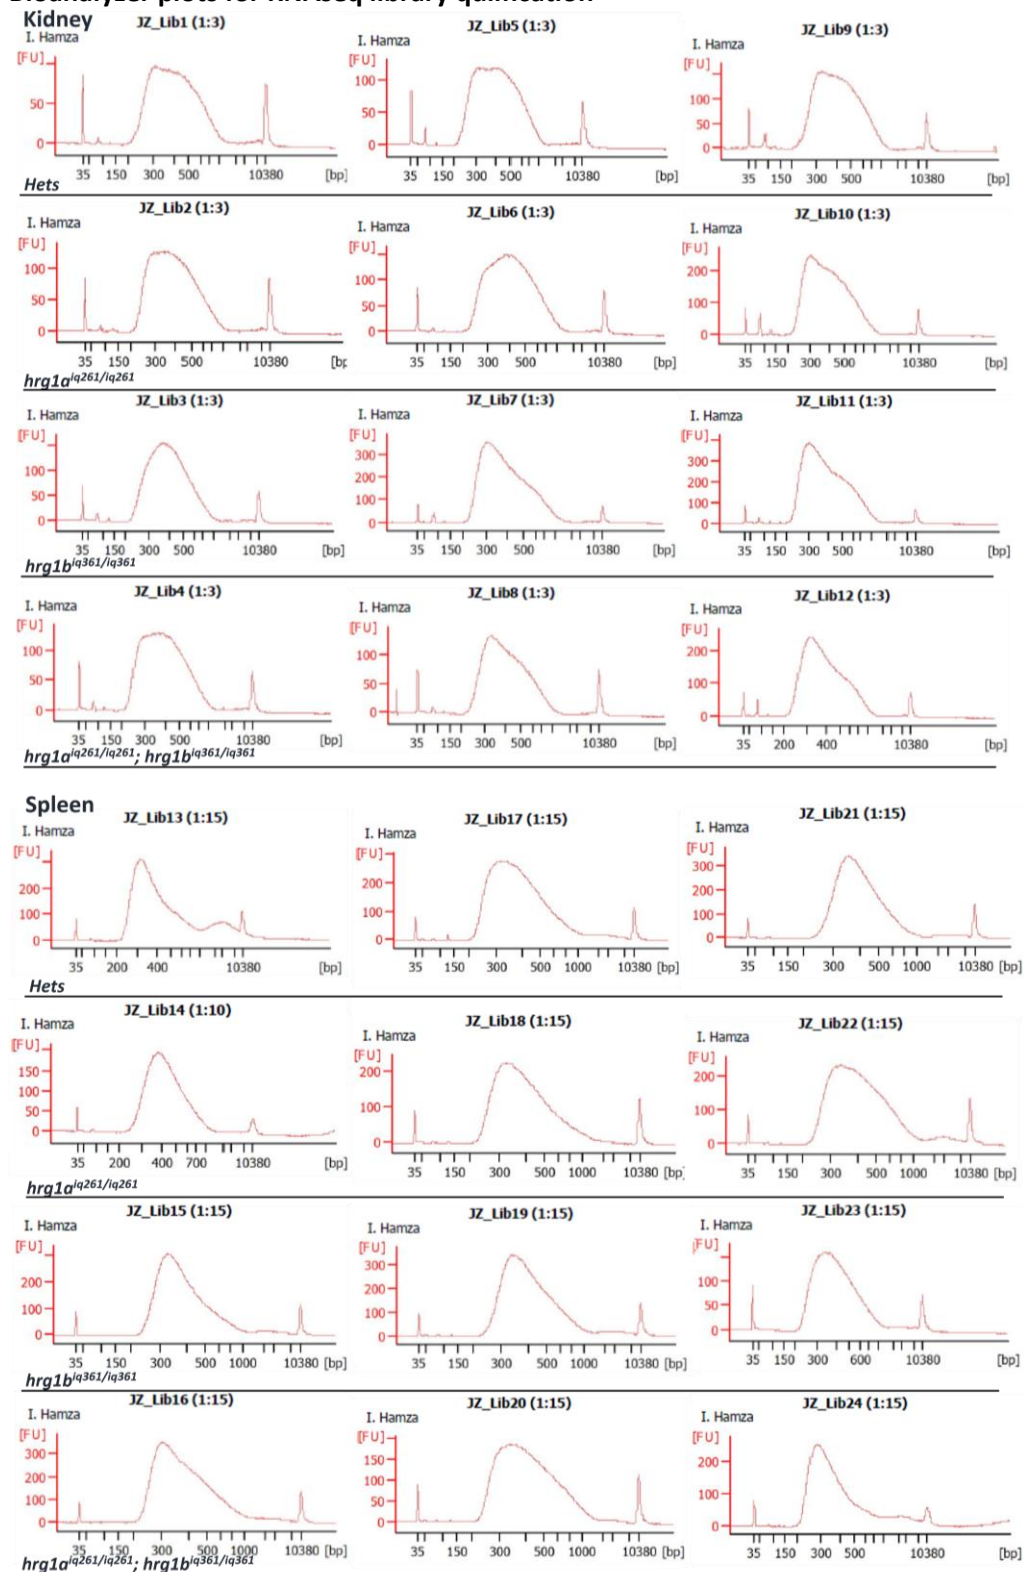 Bioanalyzer plots for RNAseq library qulification
Kidney
JZ_Lib1 (1:3) JZ_Lib5 (1:3) JZ_Lib9 (1:3)
I. Hamza I. Hamza I. Hamza
[FU] [FU] [FU]
50 0
100 50 0
100 50 0
35 150 300 500 10380 [bp]
35 150 300 500 10380 [bp]
35 150 300 500 10380 [bp]
Hets
JZ_Lib2 (1:3) JZ_Lib6 (1:3) JZ_Lib10 (1:3)
I. Hamza I. Hamza I. Hamza
[FU] [FU] [FU]
100 50 0
100 50 0
200 100 0
35 150 300 500 10380 [bp
35 150 300 500 10380 [bp]
35 150 300 500 10380 [bp]
hrg1a^iq261/iq261
JZ_Lib3 (1:3) JZ_Lib7 (1:3) JZ_Lib11 (1:3)
I. Hamza I. Hamza I. Hamza
[FU] [FU] [FU]
100 50 0
300 200 100 0
300 200 100 0
35 150 300 500 10380 [bp]
35 150 300 500 10380 [bp]
35 150 300 500 10380 [bp]
hrg1b^iq361/iq361
JZ_Lib4 (1:3) JZ_Lib8 (1:3) JZ_Lib12 (1:3)
I. Hamza I. Hamza I. Hamza
[FU] [FU] [FU]
100 50 0
100 50 0
200 100 0
35 150 300 500 10380 [bp]
35 150 300 500 10380 [bp]
35 200 400 10380 [bp]
hrg1a^iq261/iq261; hrg1b^iq361/iq361
Spleen
JZ_Lib13 (1:15) JZ_Lib17 (1:15) JZ_Lib21 (1:15)
I. Hamza I. Hamza I. Hamza
[FU] [FU] [FU]
200 100 0
200 100 0
300 200 100 0
35 200 400 10380 [bp]
35 150 300 500 1000 10380 [bp]
35 150 300 500 1000 10380 [bp]
Hets
JZ_Lib14 (1:10) JZ_Lib18 (1:15) JZ_Lib22 (1:15)
I. Hamza I. Hamza I. Hamza
[FU] [FU] [FU]
150 100 50 0
200 100 0
200 100 0
35 200 400 700 10380 [bp]
35 150 300 500 1000 10380 [bp]
35 150 300 500 1000 10380 [bp]
hrg1a^iq261/iq261
JZ_Lib15 (1:15) JZ_Lib19 (1:15) JZ_Lib23 (1:15)
I. Hamza I. Hamza I. Hamza
[FU] [FU] [FU]
200 100 0
300 200 100 0
100 50 0
35 150 300 500 1000 10380 [bp]
35 150 300 500 1000 10380 [bp]
35 150 300 600 10380 [bp]
hrg1b^iq361/iq361
JZ_Lib16 (1:15) JZ_Lib20 (1:15) JZ_Lib24 (1:15)
I. Hamza I. Hamza I. Hamza
[FU] [FU] [FU]
300 200 100 0
150 100 50 0
200 100 0
35 150 300 500 1000 10380 [bp]
35 150 300 500 1000 10380 [bp]
35 150 300 500 10380 [bp]
hrg1a^iq261/iq261; hrg1b^iq361/iq361